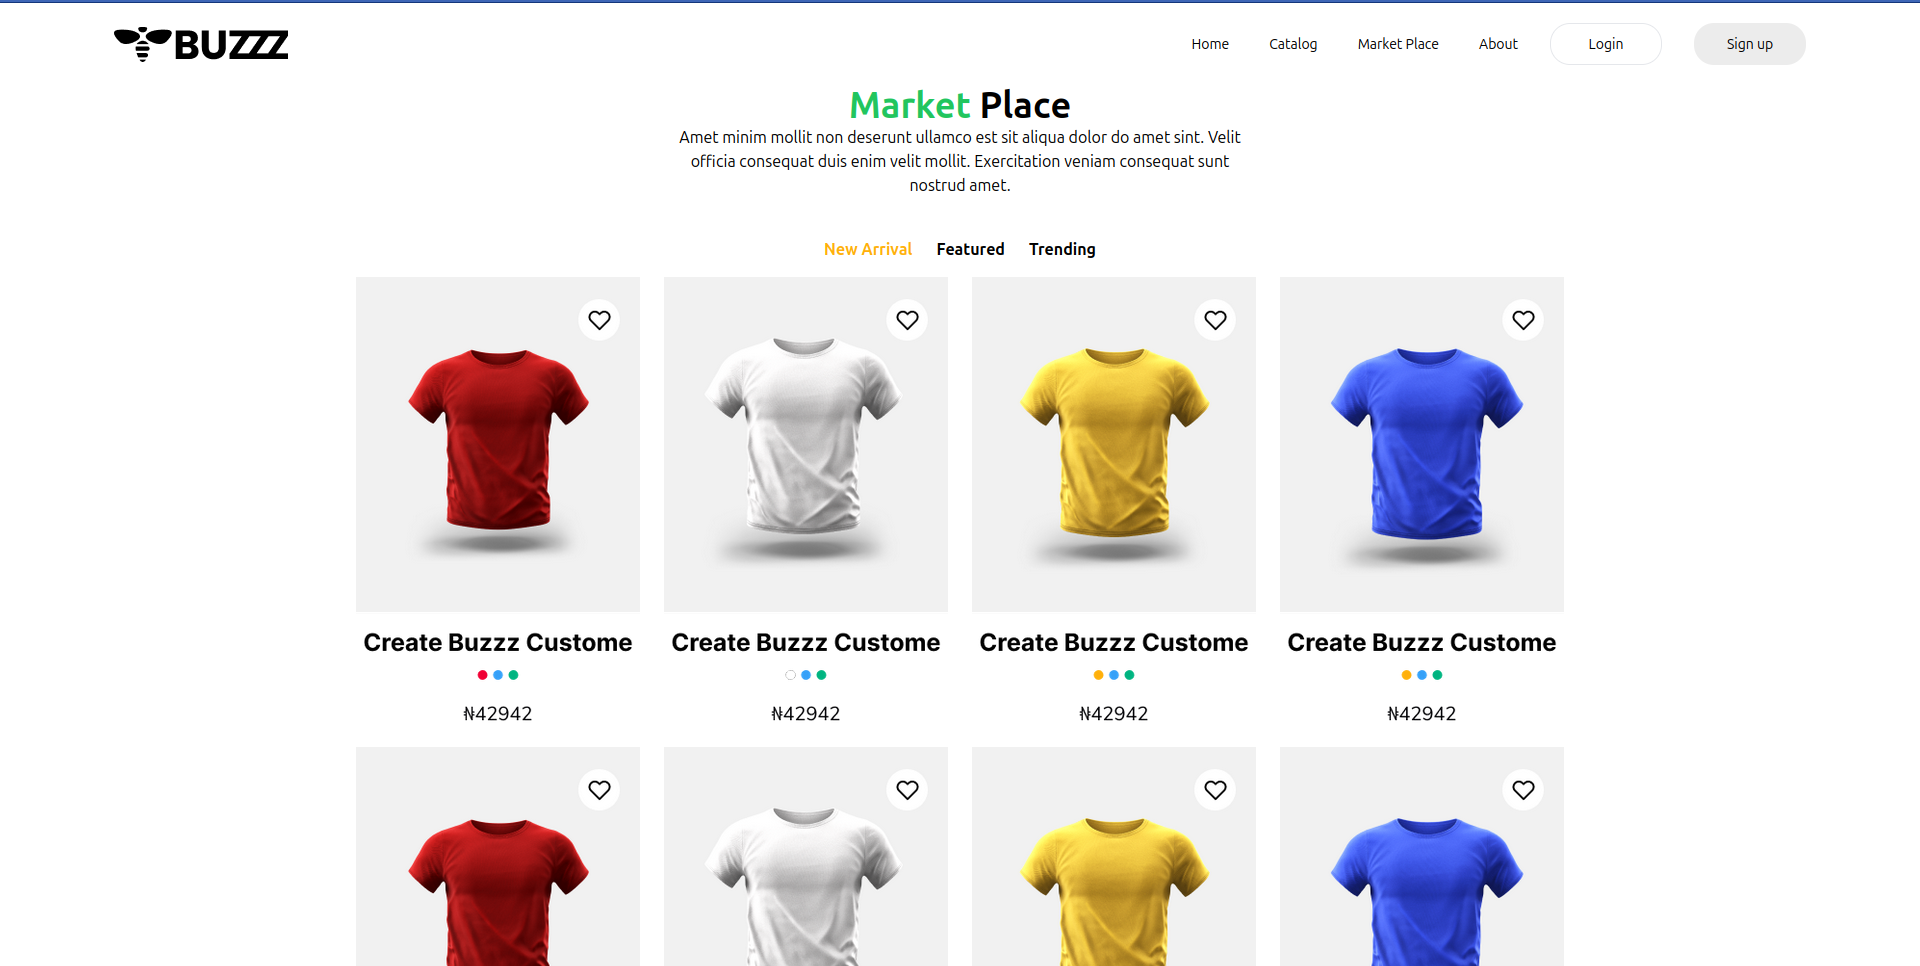 BUZZZ
Home Catalog Market Place About Login Sign up
Market Place
Amet minim mollit non deserunt ullamco est sit aliqua dolor do amet sint. Velit
officia consequat duis enim velit mollit. Exercitation veniam consequat sunt
nostrud amet.
New Arrival Featured Trending
Create Buzzz Custome
₦42942
Create Buzzz Custome
₦42942
Create Buzzz Custome
₦42942
Create Buzzz Custome
₦42942